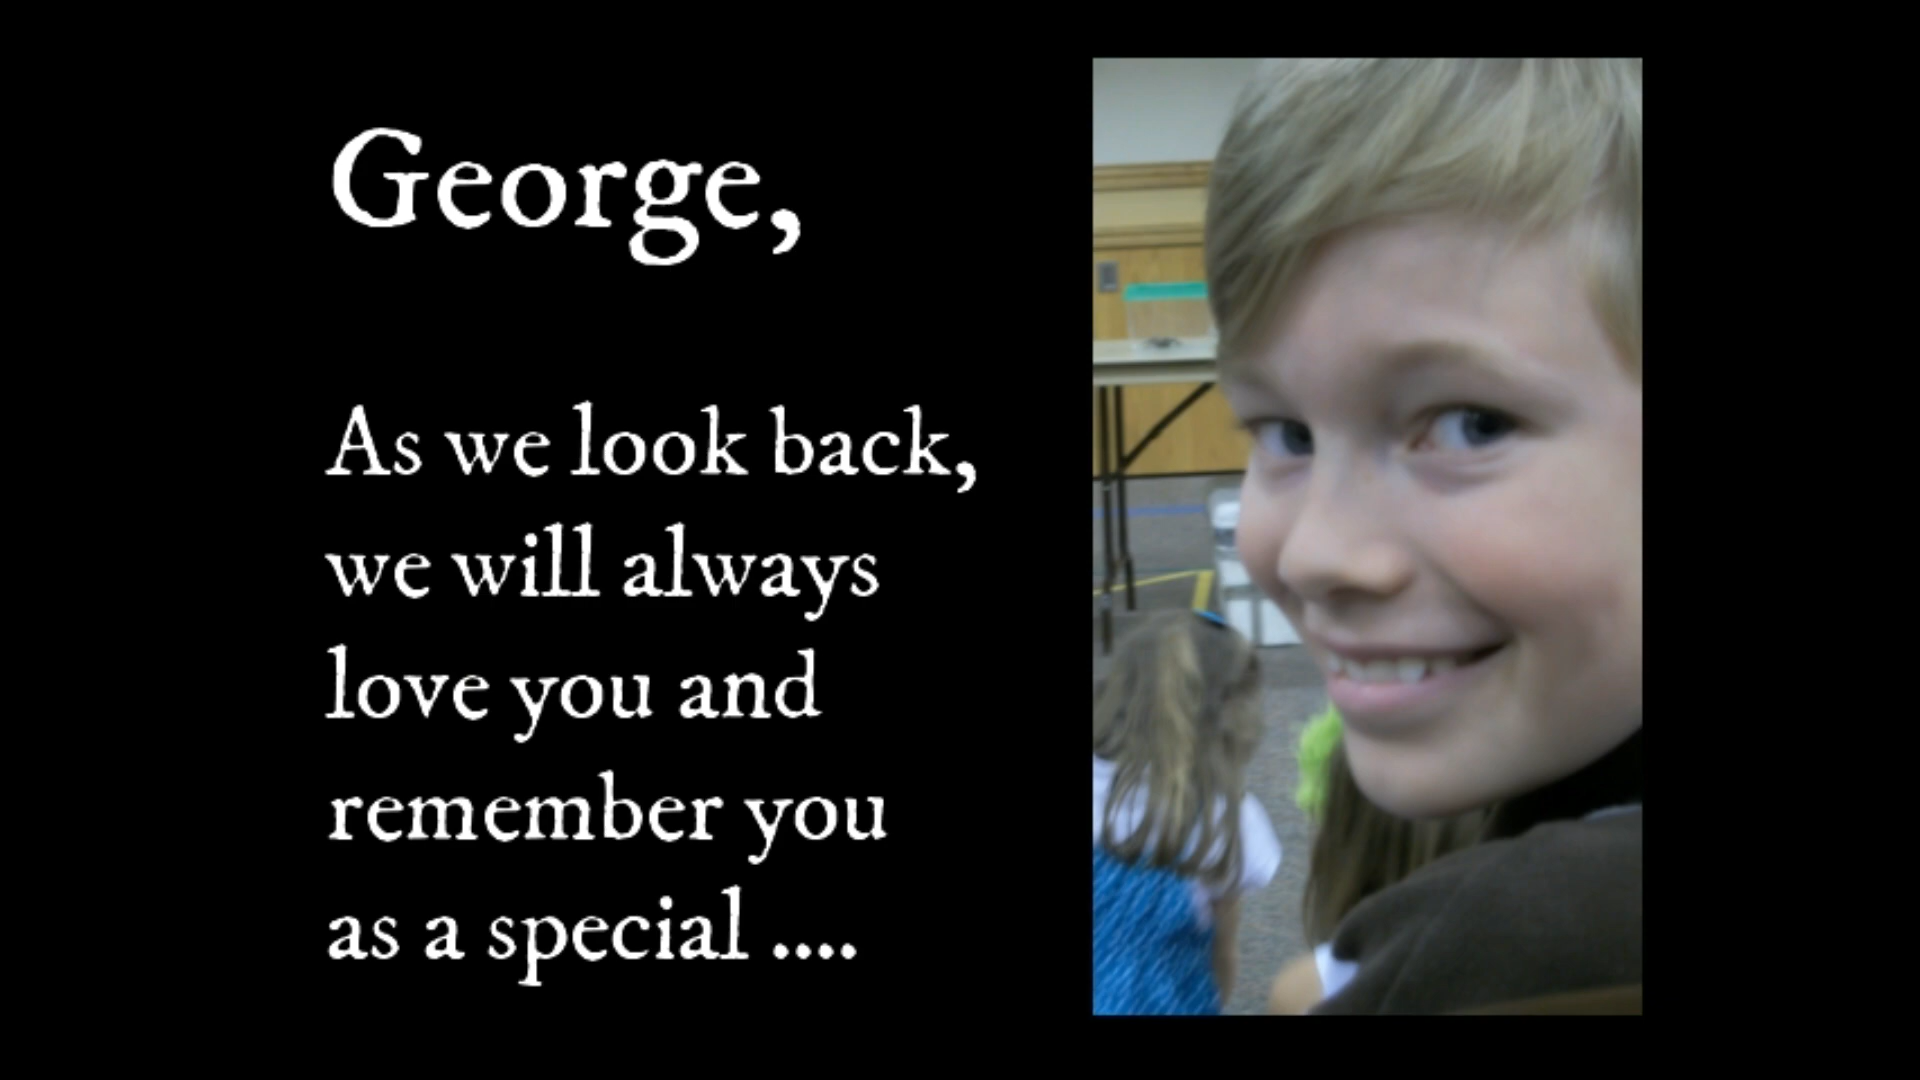 George,
As we look back,
we will always
love you and
remember you
as a special ....